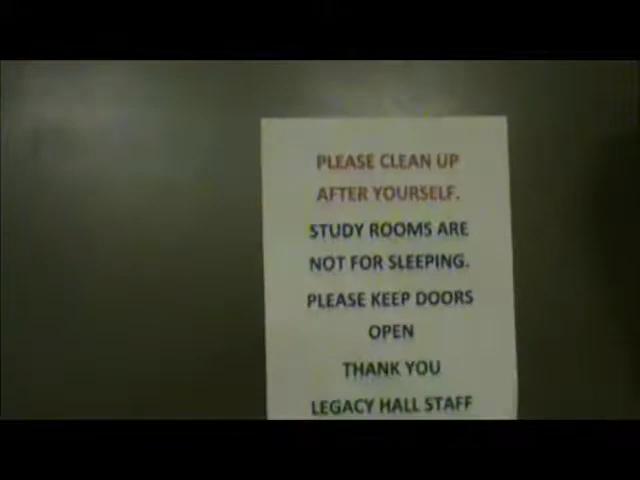 PLEASE CLEAN UP
AFTER YOURSELF.
STUDY ROOMS ARE
NOT FOR SLEEPING.
PLEASE KEEP DOORS
OPEN
THANK YOU
LEGACY HALL STAFF